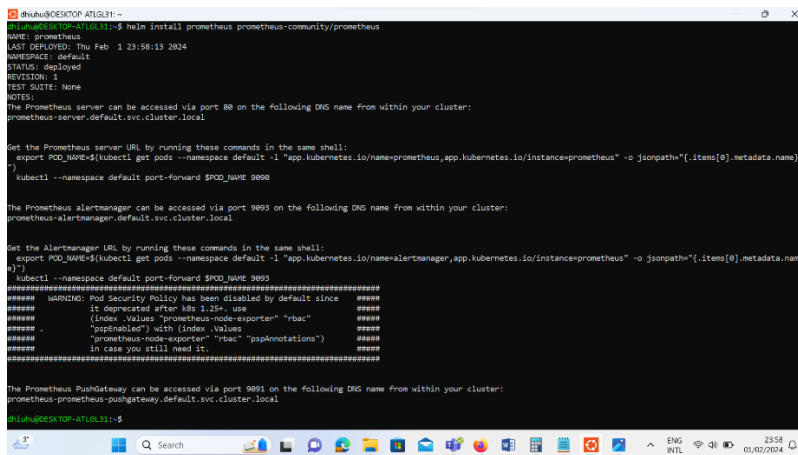 dhiuhu@DESKTOP-ATLGL31: ~
dhiuhu@DESKTOP-ATLGL31:~$ helm install prometheus prometheus-community/prometheus
NAME: prometheus
LAST DEPLOYED: Thu Feb  1 23:58:13 2024
NAMESPACE: default
STATUS: deployed
REVISION: 1
TEST SUITE: None
NOTES:
The Prometheus server can be accessed via port 80 on the following DNS name from within your cluster:
prometheus-server.default.svc.cluster.local
Get the Prometheus server URL by running these commands in the same shell:
  export POD_NAME=$(kubectl get pods --namespace default -l "app.kubernetes.io/name=prometheus,app.kubernetes.io/instance=prometheus" -o jsonpath="{.items[0].metadata.name}
")
  kubectl --namespace default port-forward $POD_NAME 9090
The Prometheus alertmanager can be accessed via port 9093 on the following DNS name from within your cluster:
prometheus-alertmanager.default.svc.cluster.local
Get the Alertmanager URL by running these commands in the same shell:
  export POD_NAME=$(kubectl get pods --namespace default -l "app.kubernetes.io/name=alertmanager,app.kubernetes.io/instance=prometheus" -o jsonpath="{.items[0].metadata.nam
e}")
  kubectl --namespace default port-forward $POD_NAME 9093
#################################################################################
######   WARNING: Pod Security Policy has been disabled by default since    #####
######            it deprecated after k8s 1.25+. use                        #####
######            (index .Values "prometheus-node-exporter" "rbac"          #####
###### .          "pspEnabled") with (index .Values                         #####
######            "prometheus-node-exporter" "rbac" "pspAnnotations")       #####
######            in case you still need it.                                #####
#################################################################################
The Prometheus PushGateway can be accessed via port 9091 on the following DNS name from within your cluster:
prometheus-prometheus-pushgateway.default.svc.cluster.local
dhiuhu@DESKTOP-ATLGL31:~$
3°
Search
ENG
INTL
23:58
01/02/2024